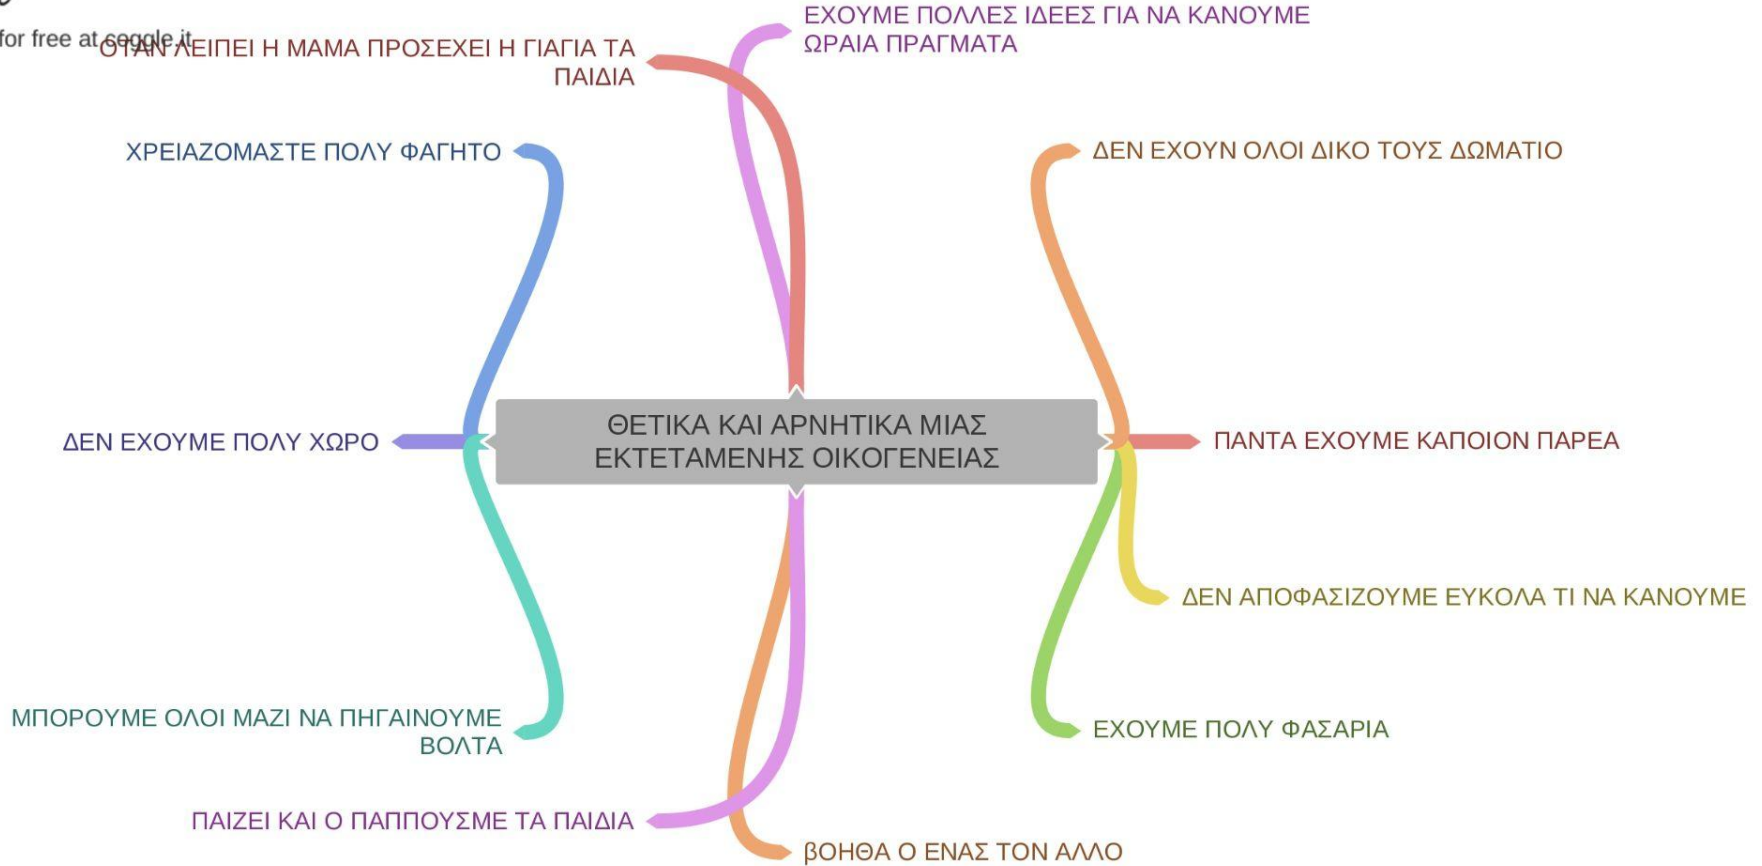 for free at coggle.it
ΕΧΟΥΜΕ ΠΟΛΛΕΣ ΙΔΕΕΣ ΓΙΑ ΝΑ ΚΑΝΟΥΜΕ
ΩΡΑΙΑ ΠΡΑΓΜΑΤΑ
ΟΤΑΝ ΛΕΙΠΕΙ Η ΜΑΜΑ ΠΡΟΣΕΧΕΙ Η ΓΙΑΓΙΑ ΤΑ
ΠΑΙΔΙΑ
ΧΡΕΙΑΖΟΜΑΣΤΕ ΠΟΛΥ ΦΑΓΗΤΟ
ΔΕΝ ΕΧΟΥΝ ΟΛΟΙ ΔΙΚΟ ΤΟΥΣ ΔΩΜΑΤΙΟ
ΘΕΤΙΚΑ ΚΑΙ ΑΡΝΗΤΙΚΑ ΜΙΑΣ
ΕΚΤΕΤΑΜΕΝΗΣ ΟΙΚΟΓΕΝΕΙΑΣ
ΔΕΝ ΕΧΟΥΜΕ ΠΟΛΥ ΧΩΡΟ
ΠΑΝΤΑ ΕΧΟΥΜΕ ΚΑΠΟΙΟΝ ΠΑΡΕΑ
ΔΕΝ ΑΠΟΦΑΣΙΖΟΥΜΕ ΕΥΚΟΛΑ ΤΙ ΝΑ ΚΑΝΟΥΜΕ
ΜΠΟΡΟΥΜΕ ΟΛΟΙ ΜΑΖΙ ΝΑ ΠΗΓΑΙΝΟΥΜΕ
ΒΟΛΤΑ
ΕΧΟΥΜΕ ΠΟΛΥ ΦΑΣΑΡΙΑ
ΠΑΙΖΕΙ ΚΑΙ Ο ΠΑΠΠΟΥΣΜΕ ΤΑ ΠΑΙΔΙΑ
βΟΗΘΑ Ο ΕΝΑΣ ΤΟΝ ΑΛΛΟ